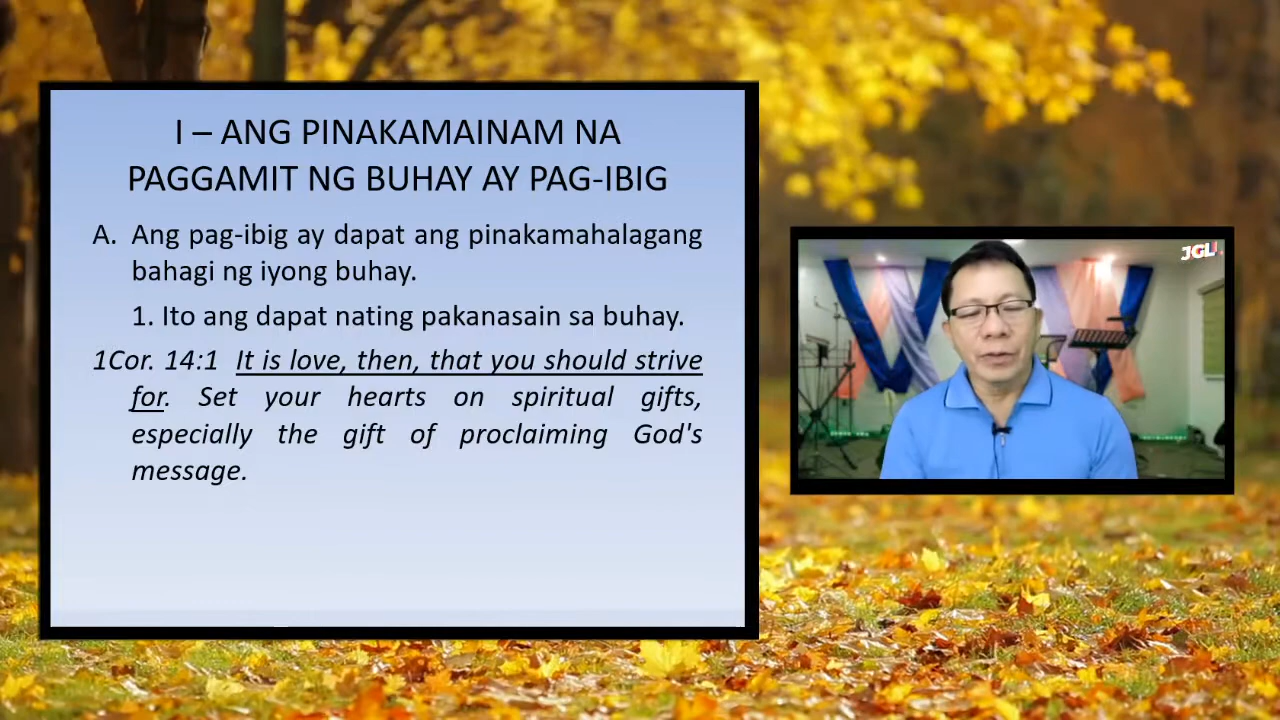 I – ANG PINAKAMAINAM NA
PAGGAMIT NG BUHAY AY PAG-IBIG
A. Ang pag-ibig ay dapat ang pinakamahalagang
bahagi ng iyong buhay.
1. Ito ang dapat nating pakanasain sa buhay.
1Cor. 14:1 It is love, then, that you should strive
for. Set your hearts on spiritual gifts,
especially the gift of proclaiming God's
message.